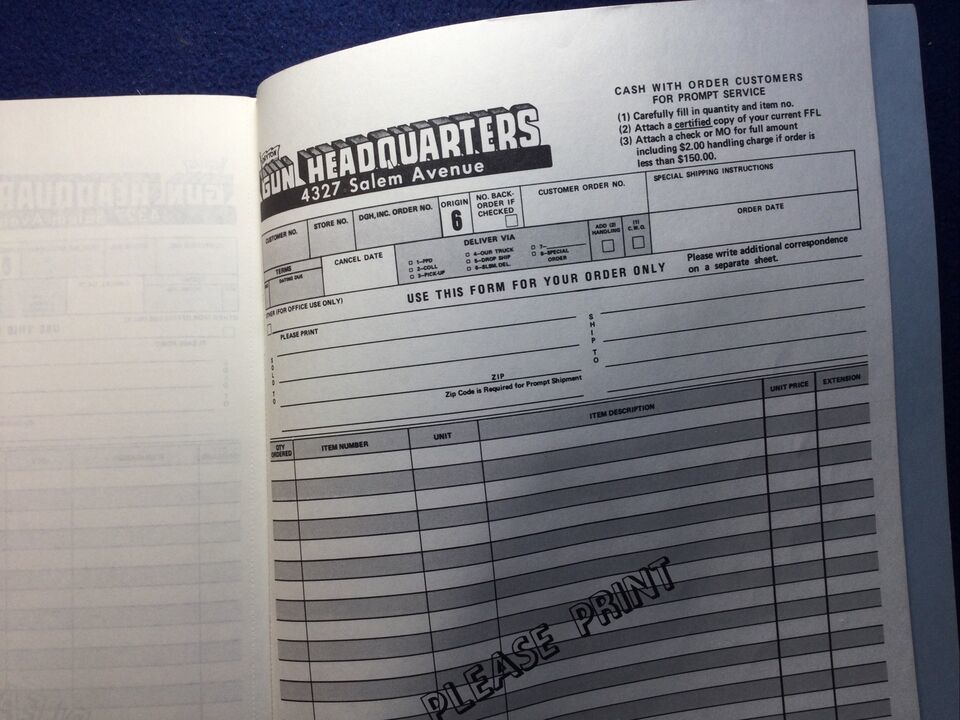 DAYTON
GUN HEADQUARTERS
4327 Salem Avenue
CASH WITH ORDER CUSTOMERS
FOR PROMPT SERVICE
(1) Carefully fill in quantity and item no.
(2) Attach a certified copy of your current FFL
(3) Attach a check or MO for full amount
including $2.00 handling charge if order is
less than $150.00.
CUSTOMER NO.
STORE NO.
DGH, INC. ORDER NO.
ORIGIN
6
NO. BACK-
ORDER IF
CHECKED
CUSTOMER ORDER NO.
SPECIAL SHIPPING INSTRUCTIONS
TERMS
DATING DUE
CANCEL DATE
DELIVER VIA
1-PPD
2-COLL
3-PICK-UP
4-OUR TRUCK
5-DROP SHIP
6-SLSM. DEL.
7-
8-SPECIAL
ORDER
ADD (2)
HANDLING
(1)
C.W.O.
ORDER DATE
OTHER (FOR OFFICE USE ONLY)
USE THIS FORM FOR YOUR ORDER ONLY
Please write additional correspondence
on a separate sheet.
PLEASE PRINT
SOLD TO
SHIP TO
ZIP
Zip Code is Required for Prompt Shipment
QTY
ORDERED
ITEM NUMBER
UNIT
ITEM DESCRIPTION
UNIT PRICE
EXTENSION
PLEASE PRINT